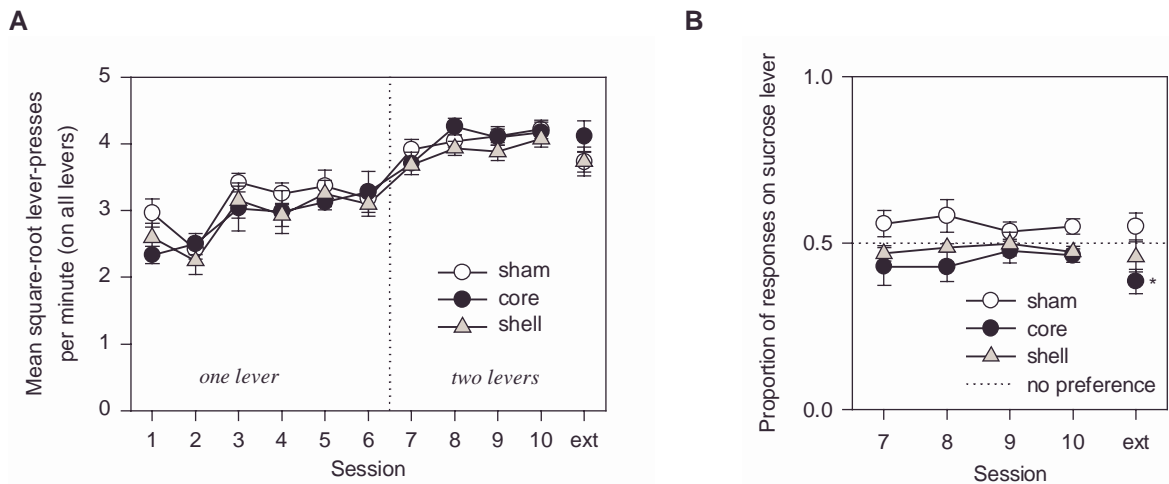 A
Mean square-root lever-presses
per minute (on all levers)
5
4
3
2
1
0
sham
core
shell
one lever
two levers
1 2 3 4 5 6 7 8 9 10 ext
Session
B
Proportion of responses on sucrose lever
1.0
0.5
0.0
*
sham
core
shell
no preference
7 8 9 10 ext
Session